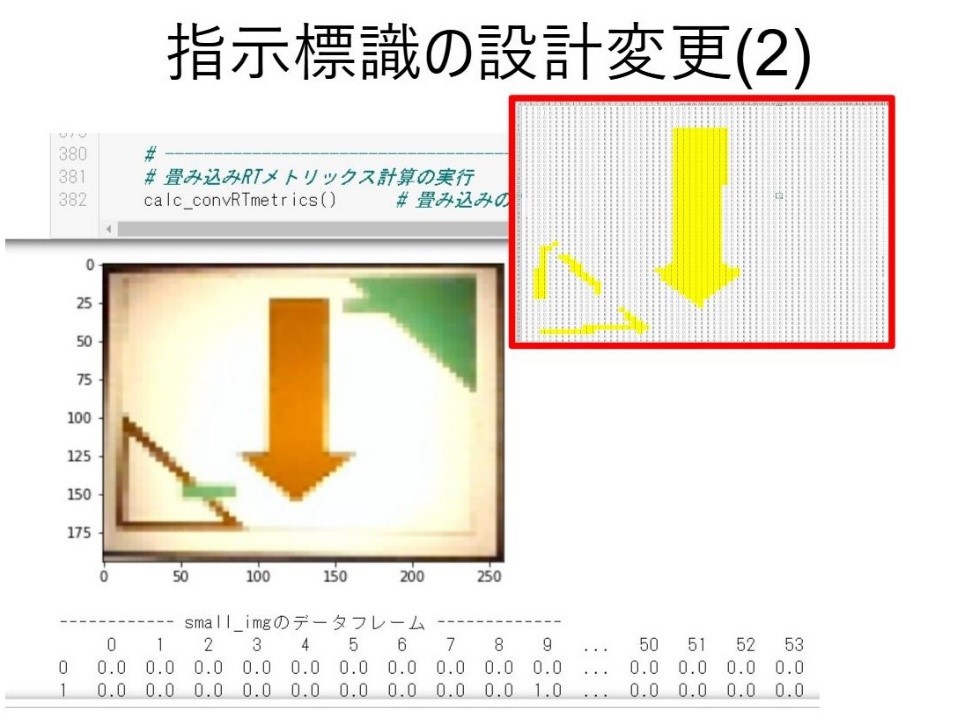 指示標識の設計変更(2)
380 # ------------------------------------
381 # 畳み込みRTメトリックス計算の実行
382 calc_convRTmetrics() # 畳み込みの
0
25
50
75
100
125
150
175
0 50 100 150 200 250
------------ small_imgのデータフレーム -------------
0 1 2 3 4 5 6 7 8 9 ... 50 51 52 53
0 0.0 0.0 0.0 0.0 0.0 0.0 0.0 0.0 0.0 0.0 ... 0.0 0.0 0.0 0.0
1 0.0 0.0 0.0 0.0 0.0 0.0 0.0 0.0 0.0 1.0 ... 0.0 0.0 0.0 0.0